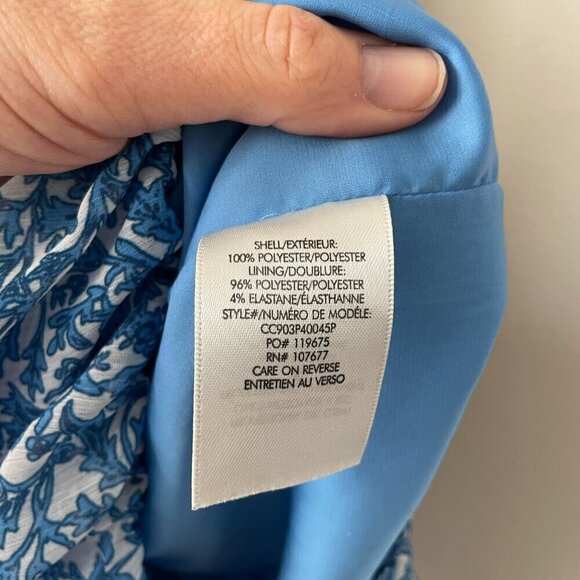 SHELL/EXTÉRIEUR:
100% POLYESTER/POLYESTER
LINING/DOUBLURE:
96% POLYESTER/POLYESTER
4% ELASTANE/ÉLASTHANNE
STYLE#/NUMÉRO DE MODÉLE:
CC903P40045P
PO# 119675
RN# 107677
CARE ON REVERSE
ENTRETIEN AU VERSO